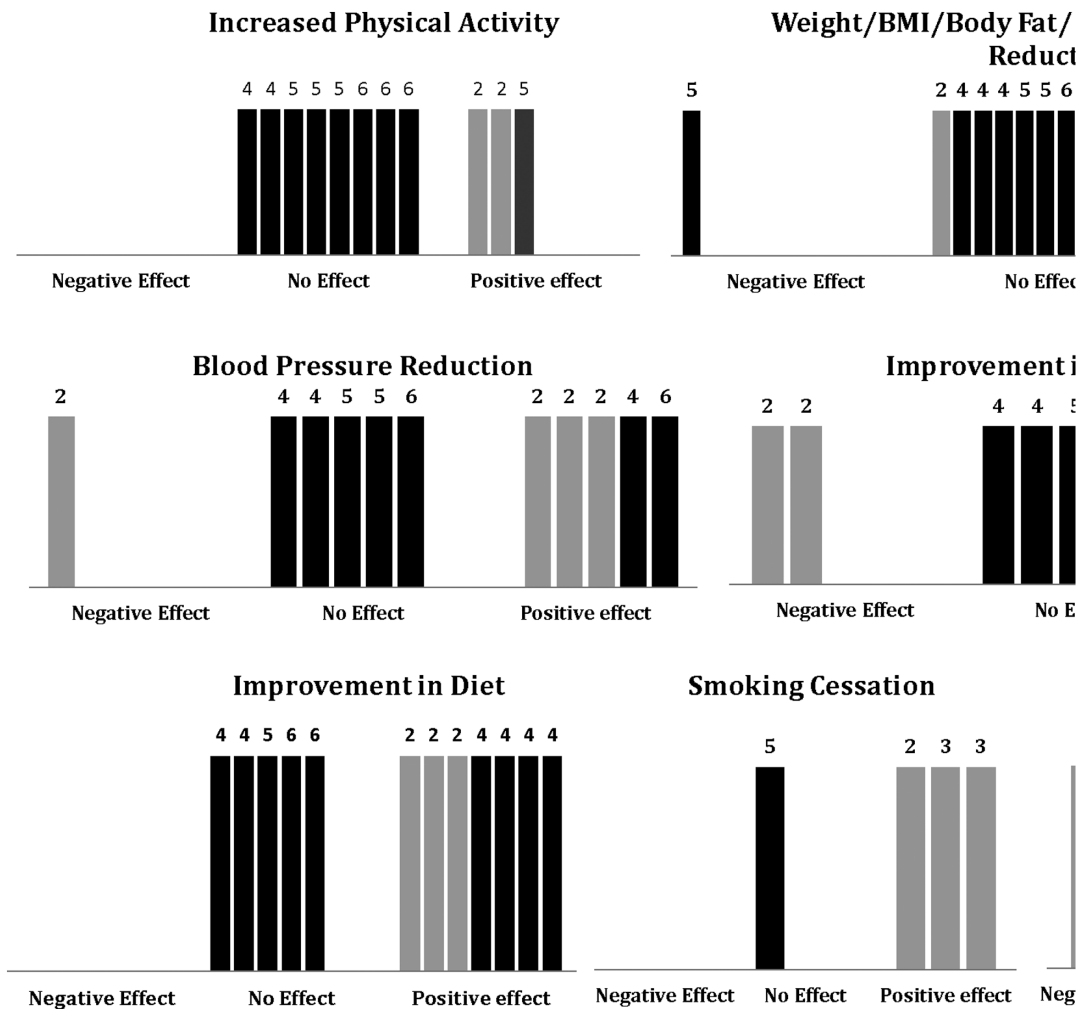 Increased Physical Activity
4 4 5 5 5 6 6 6 2 2 5
Negative Effect No Effect Positive effect
Weight/BMI/Body Fat/
Reduct
5 2 4 4 4 5 5 6
Negative Effect No Effec
Blood Pressure Reduction
2 4 4 5 5 6 2 2 2 4 6
Negative Effect No Effect Positive effect
Improvement i
2 2 4 4 5
Negative Effect No E
Improvement in Diet
4 4 5 6 6 2 2 2 4 4 4 4
Negative Effect No Effect Positive effect
Smoking Cessation
5 2 3 3
Negative Effect No Effect Positive effect
Neg